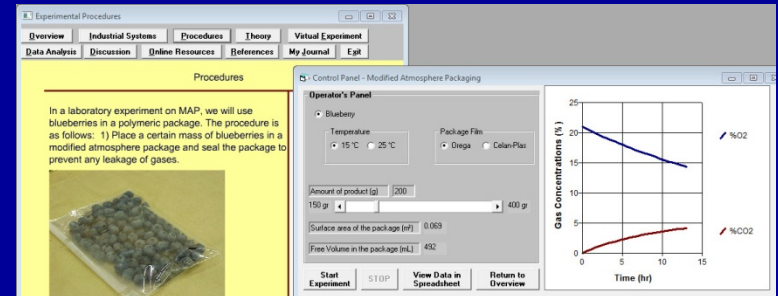 Experimental Procedures
Overview Industrial Systems Procedures Theory Virtual Experiment
Data Analysis Discussion Online Resources References My Journal Exit
Procedures
In a laboratory experiment on MAP, we will use
blueberries in a polymeric package. The procedure is
as follows: 1) Place a certain mass of blueberries in a
modified atmosphere package and seal the package to
prevent any leakage of gases.
Control Panel - Modified Atmosphere Packaging
Operator's Panel
Blueberry
Temperature
15 °C 25 °C
Package Film
Orega Celan-Plas
Amount of product (g) 200
150 gr 400 gr
Surface area of the package (m²) 0.069
Free Volume in the package (mL) 492
Start Experiment
STOP
View Data in Spreadsheet
Return to Overview
Gas Concentrations (%)
25
20
15
10
5
0
0 5 10 15
Time (hr)
%O2
%CO2